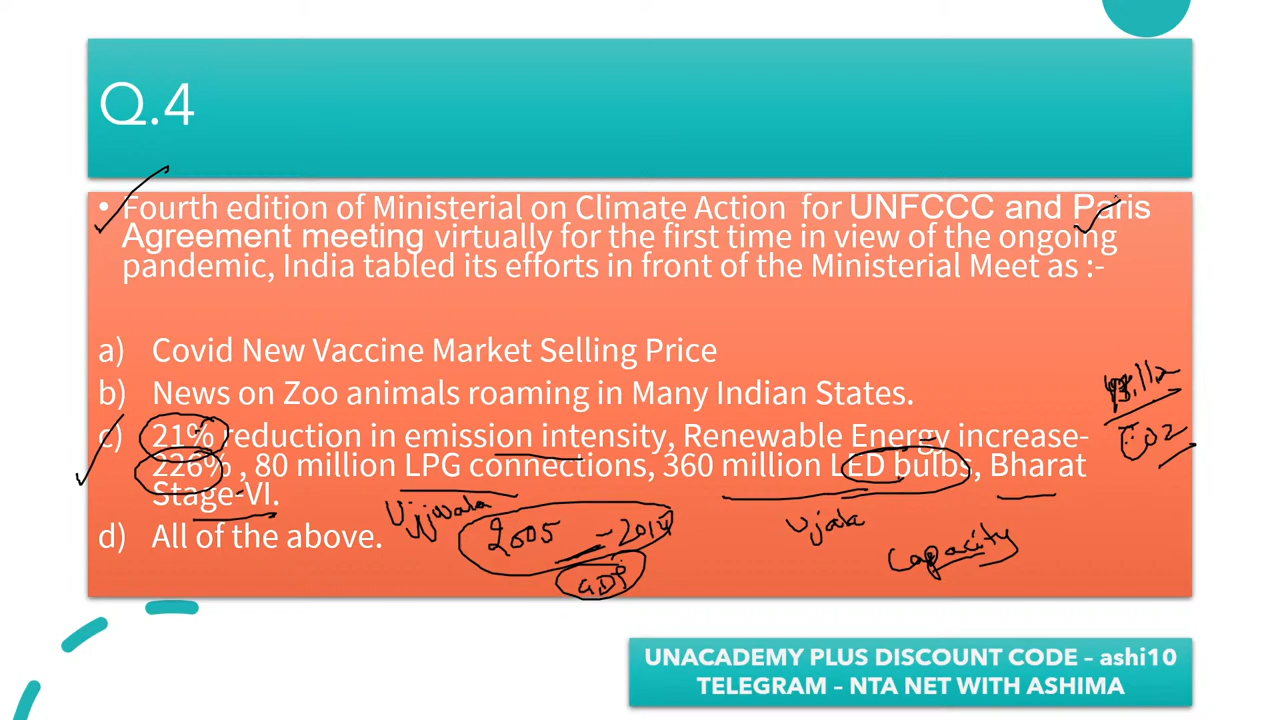 Q.4
• Fourth edition of Ministerial on Climate Action for UNFCCC and Paris
Agreement meeting virtually for the first time in view of the ongoing
pandemic, India tabled its efforts in front of the Ministerial Meet as :-
a) Covid New Vaccine Market Selling Price
b) News on Zoo animals roaming in Many Indian States.
c) 21% reduction in emission intensity, Renewable Energy increase-
226% , 80 million LPG connections, 360 million LED bulbs, Bharat
Stage-VI.
d) All of the above.
Ujjwala
2005 - 2014
GDP
Ujala
Capacity
CO2
UNACADEMY PLUS DISCOUNT CODE – ashi10
TELEGRAM – NTA NET WITH ASHIMA